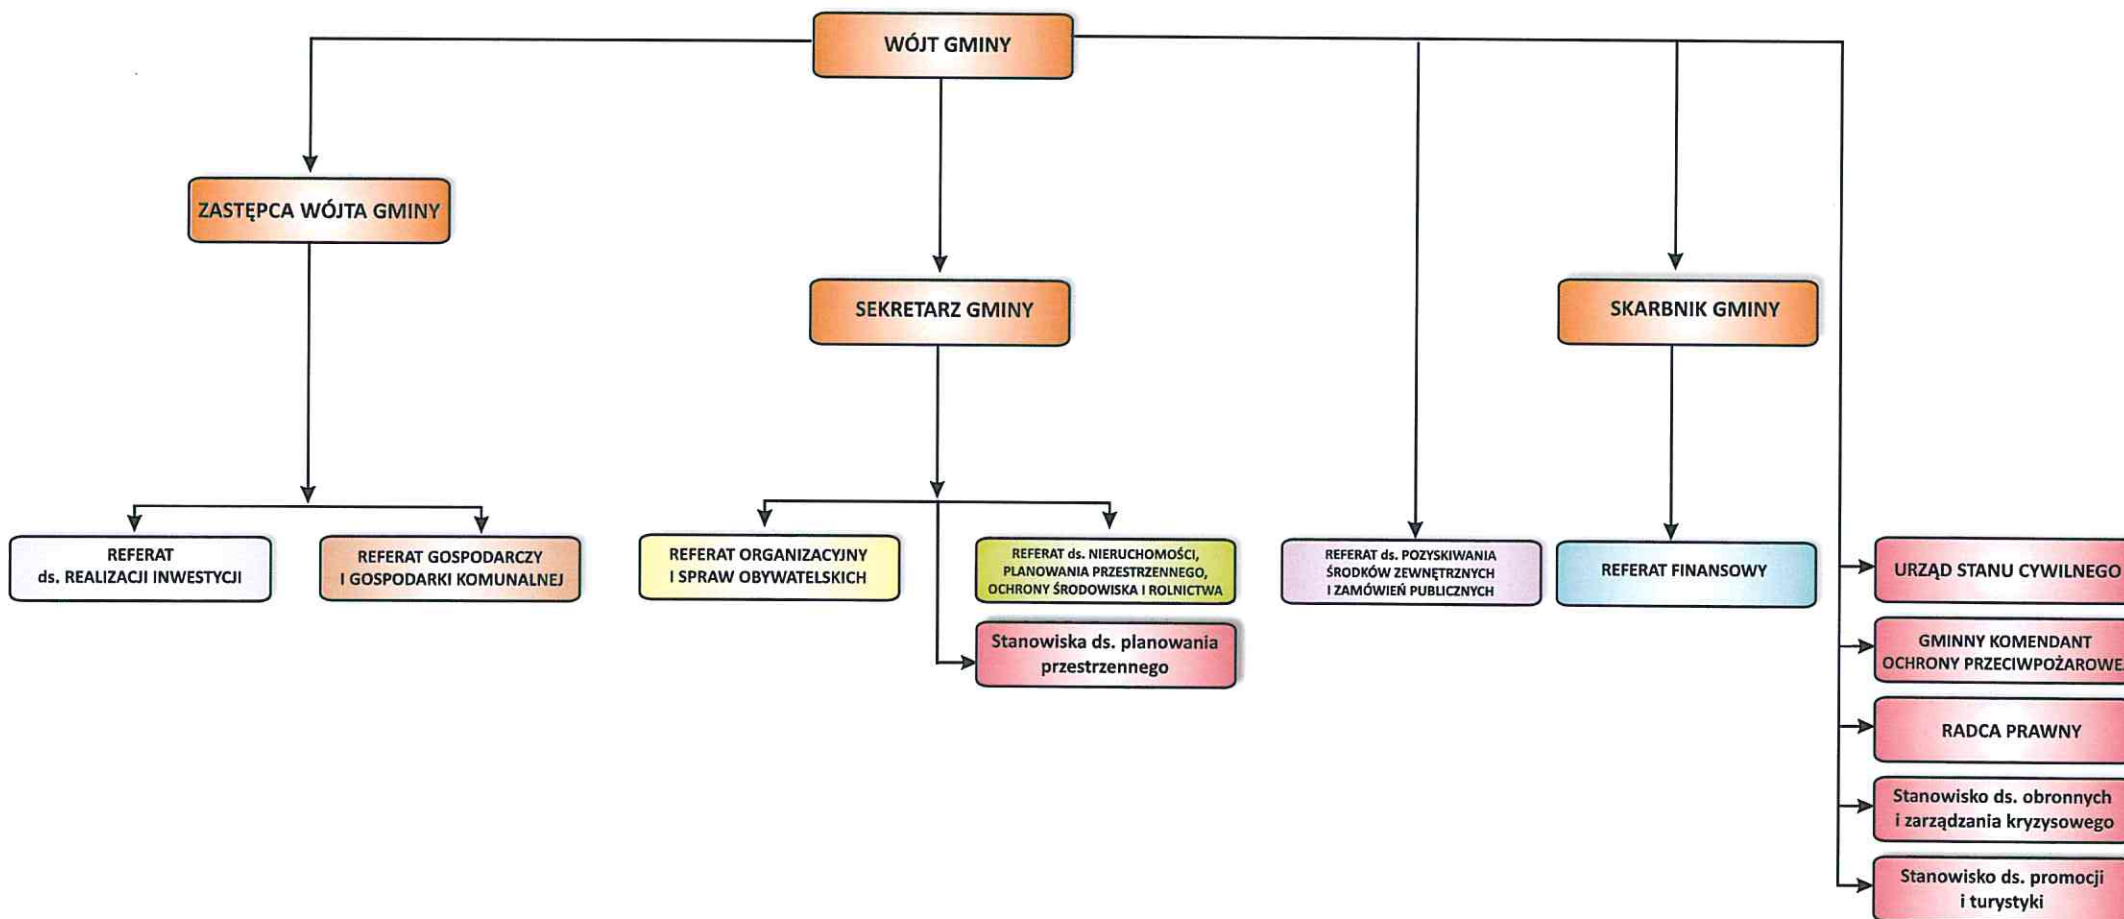 WÓJT GMINY
ZASTĘPCA WÓJTA GMINY
SEKRETARZ GMINY
SKARBNIK GMINY
REFERAT
ds. REALIZACJI INWESTYCJI
REFERAT GOSPODARCZY
I GOSPODARKI KOMUNALNEJ
REFERAT ORGANIZACYJNY
I SPRAW OBYWATELSKICH
REFERAT ds. NIERUCHOMOŚCI,
PLANOWANIA PRZESTRZENNEGO,
OCHRONY ŚRODOWISKA I ROLNICTWA
Stanowiska ds. planowania
przestrzennego
REFERAT ds. POZYSKIWANIA
ŚRODKÓW ZEWNĘTRZNYCH
I ZAMÓWIEŃ PUBLICZNYCH
REFERAT FINANSOWY
URZĄD STANU CYWILNEGO
GMINNY KOMENDANT
OCHRONY PRZECIWPOŻAROWEJ
RADCA PRAWNY
Stanowisko ds. obronnych
i zarządzania kryzysowego
Stanowisko ds. promocji
i turystyki